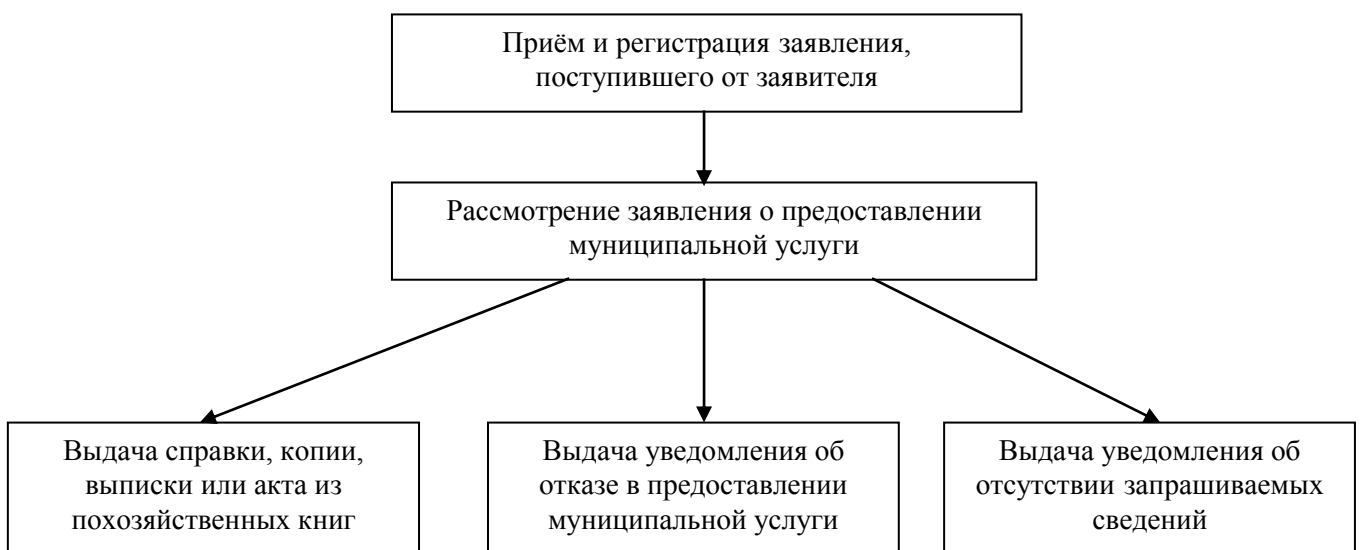 Приём и регистрация заявления,
поступившего от заявителя
Рассмотрение заявления о предоставлении
муниципальной услуги
Выдача справки, копии,
выписки или акта из
похозяйственных книг
Выдача уведомления об
отказе в предоставлении
муниципальной услуги
Выдача уведомления об
отсутствии запрашиваемых
сведений